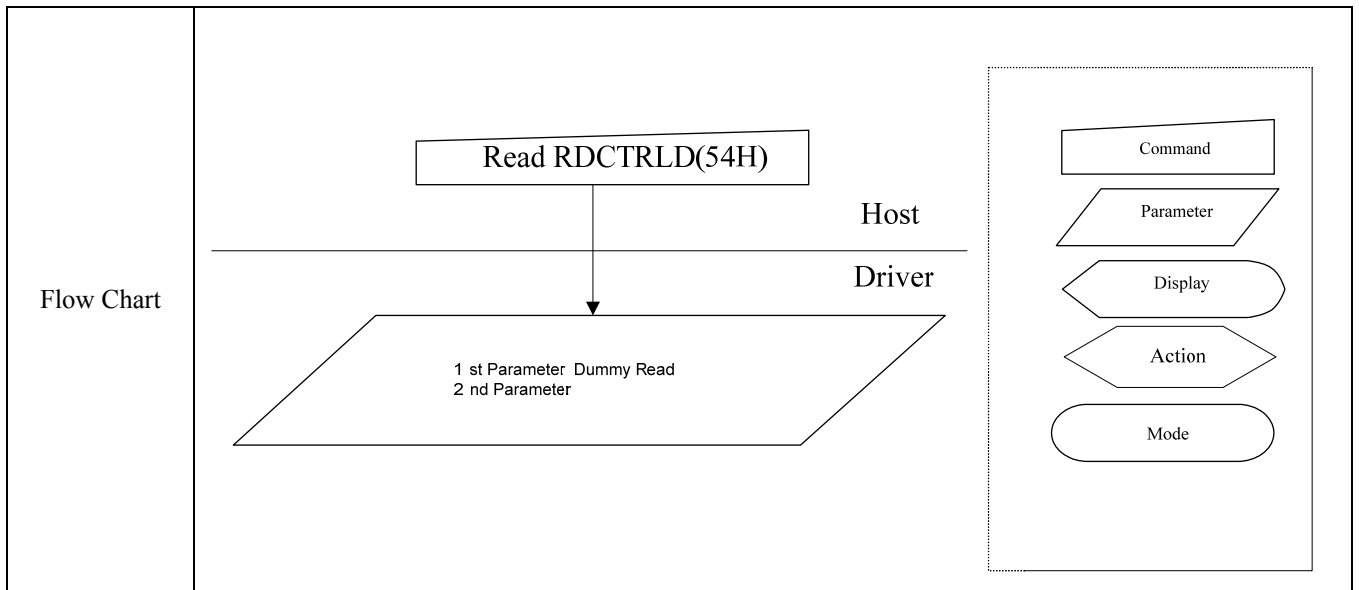 Flow Chart
Read RDCTRLD(54H)
Host
Driver
1 st Parameter Dummy Read
2 nd Parameter
Command
Parameter
Display
Action
Mode